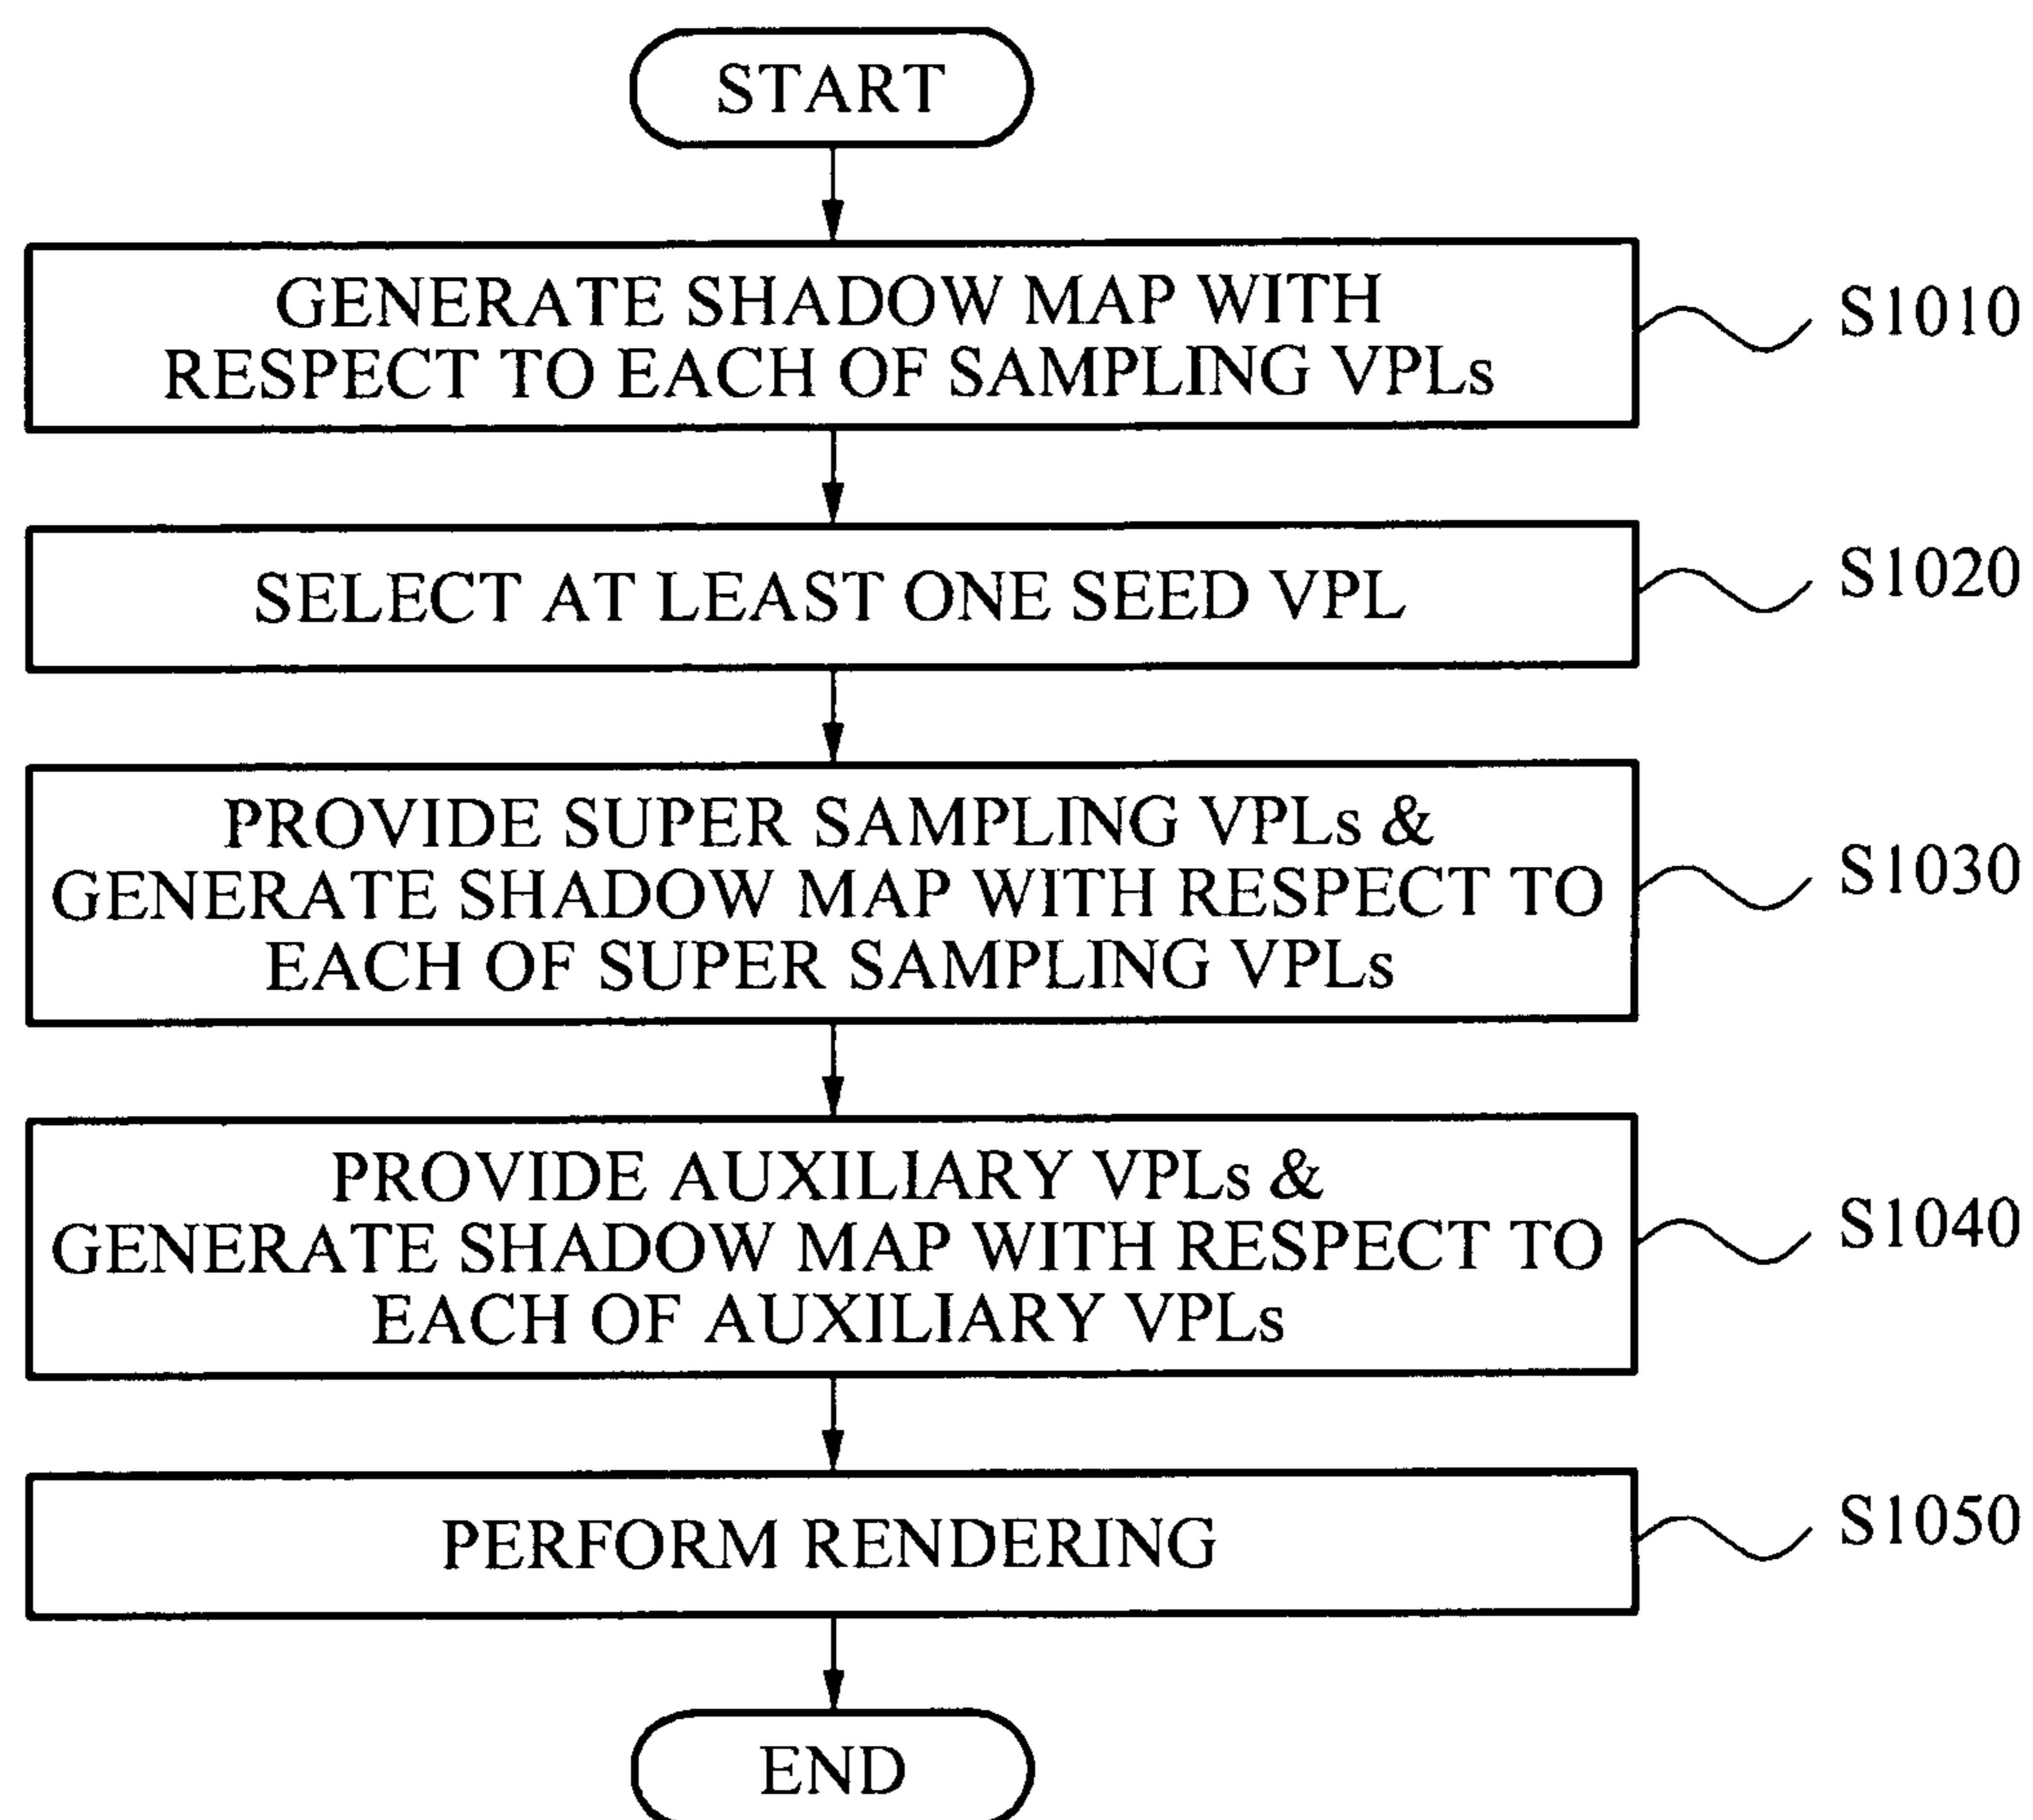 START
GENERATE SHADOW MAP WITH
RESPECT TO EACH OF SAMPLING VPLs
S1010
SELECT AT LEAST ONE SEED VPL
S1020
PROVIDE SUPER SAMPLING VPLs &
GENERATE SHADOW MAP WITH RESPECT TO
EACH OF SUPER SAMPLING VPLs
S1030
PROVIDE AUXILIARY VPLs &
GENERATE SHADOW MAP WITH RESPECT TO
EACH OF AUXILIARY VPLs
S1040
PERFORM RENDERING
S1050
END